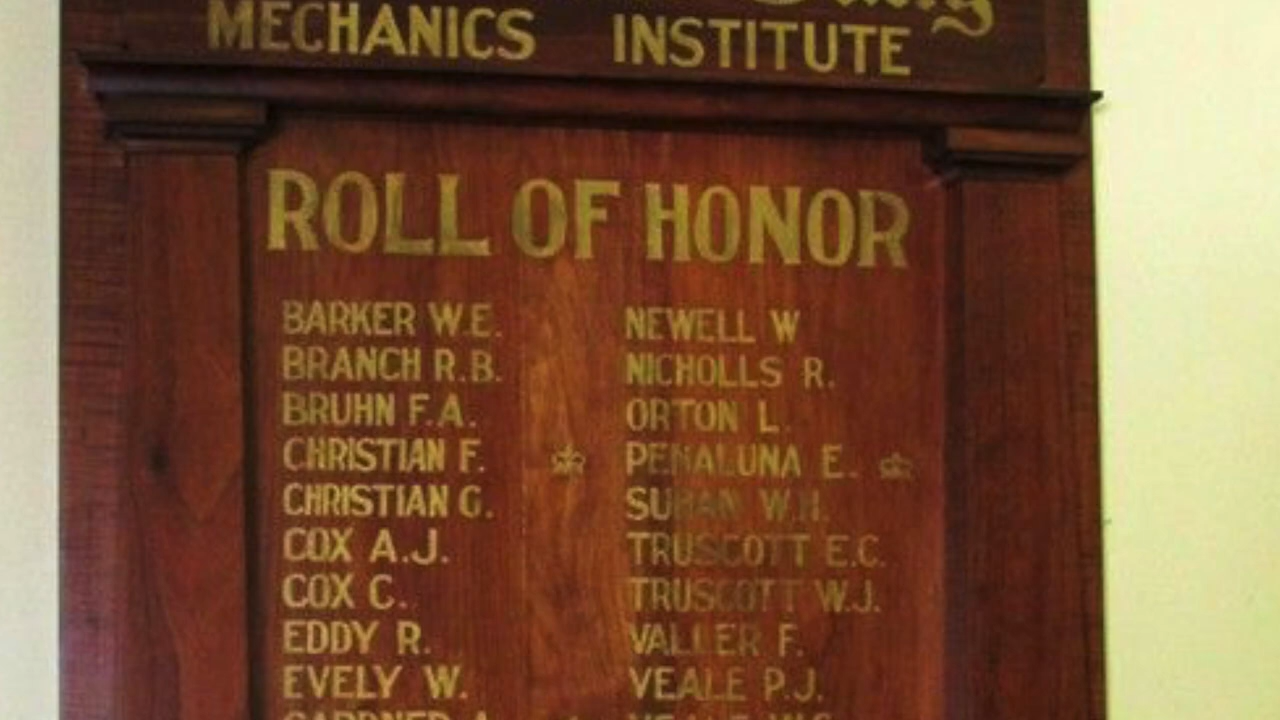 MECHANICS INSTITUTE
ROLL OF HONOR
BARKER W.E.
BRANCH R.B.
BRUHN F.A.
CHRISTIAN F.
CHRISTIAN G.
COX A.J.
COX C.
EDDY R.
EVELY W.
NEWELL W
NICHOLLS R.
ORTON L.
PENALUNA E.
SUHAN W.H.
TRUSCOTT E.C.
TRUSCOTT W.J.
VALLER F.
VEALE P.J.